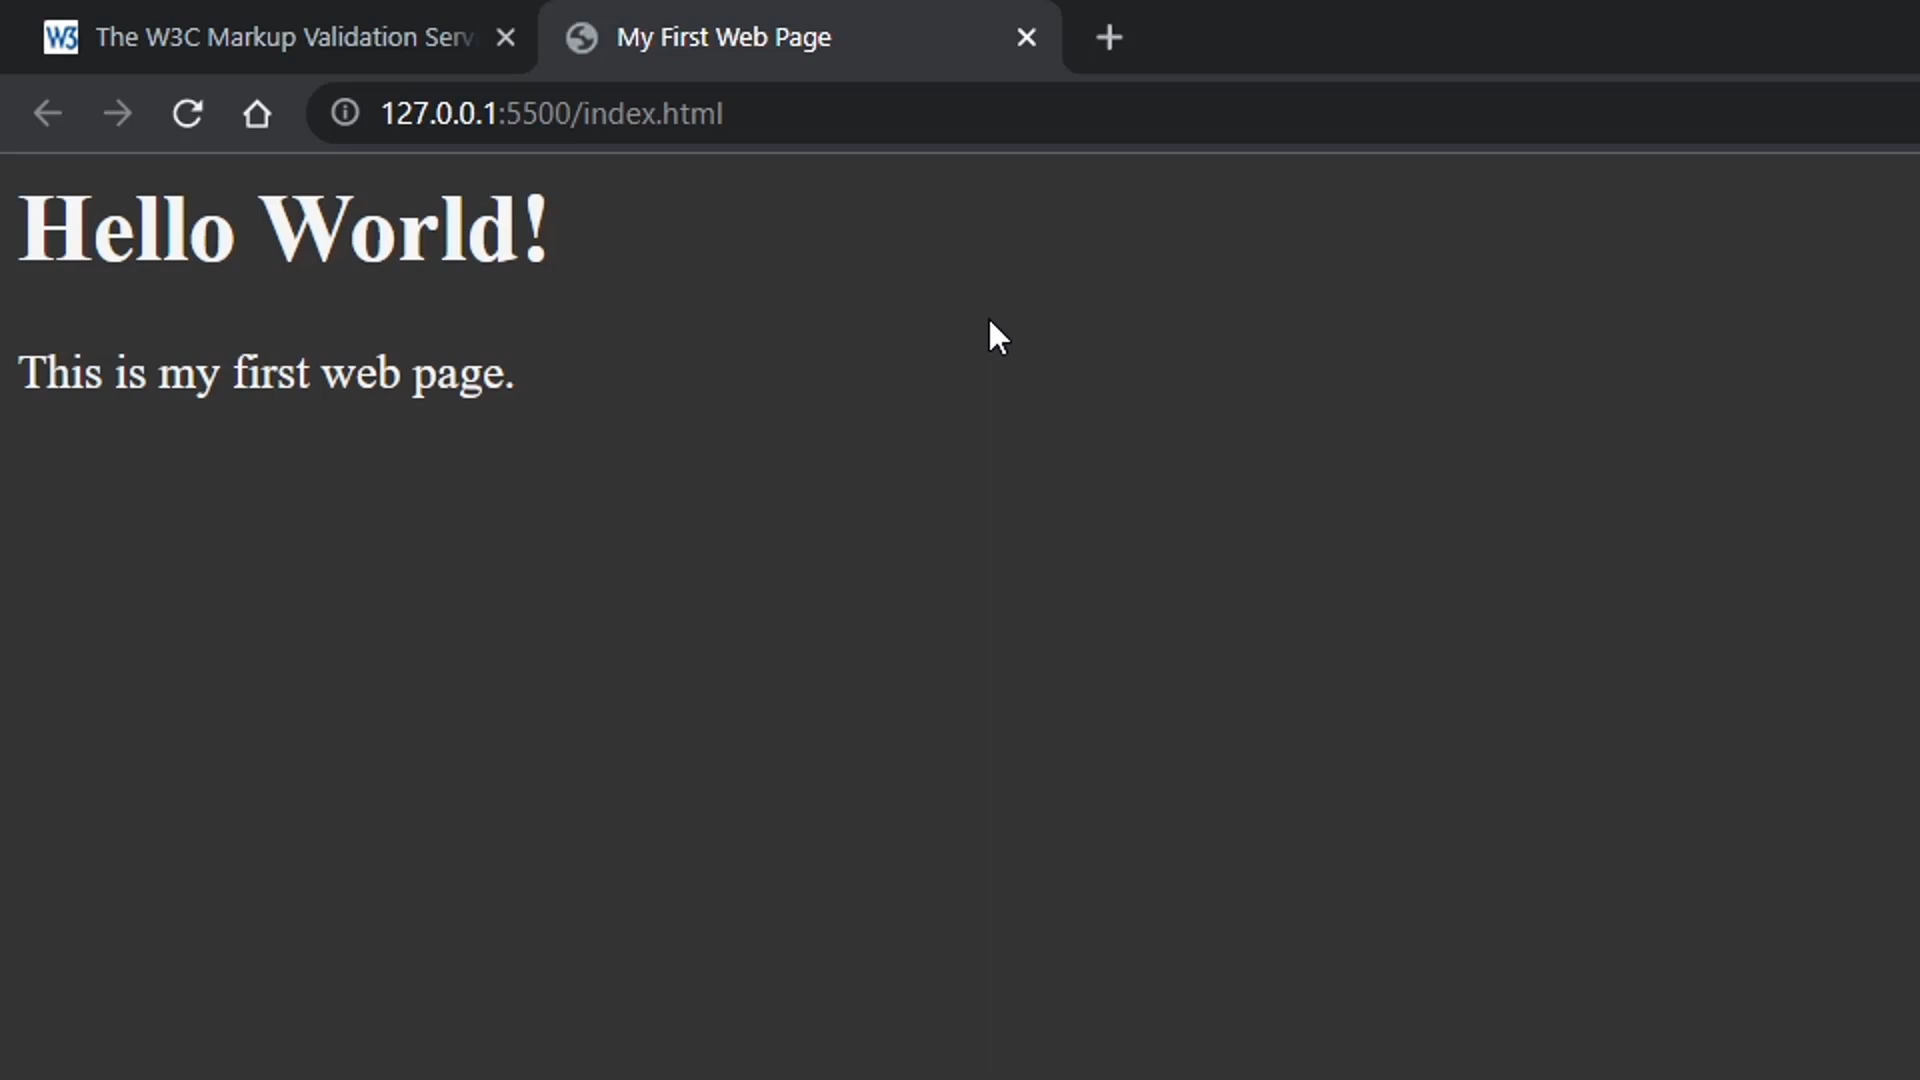 W3 The W3C Markup Validation Serv
My First Web Page
127.0.0.1:5500/index.html
Hello World!
This is my first web page.